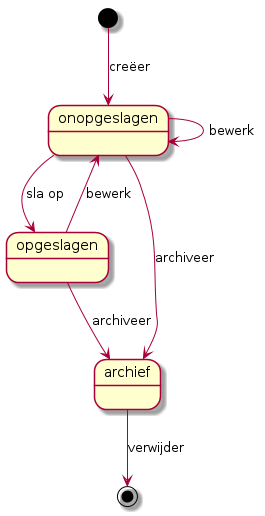 creëer
onopgeslagen
bewerk
sla op
bewerk
opgeslagen
archiveer
archiveer
archief
verwijder